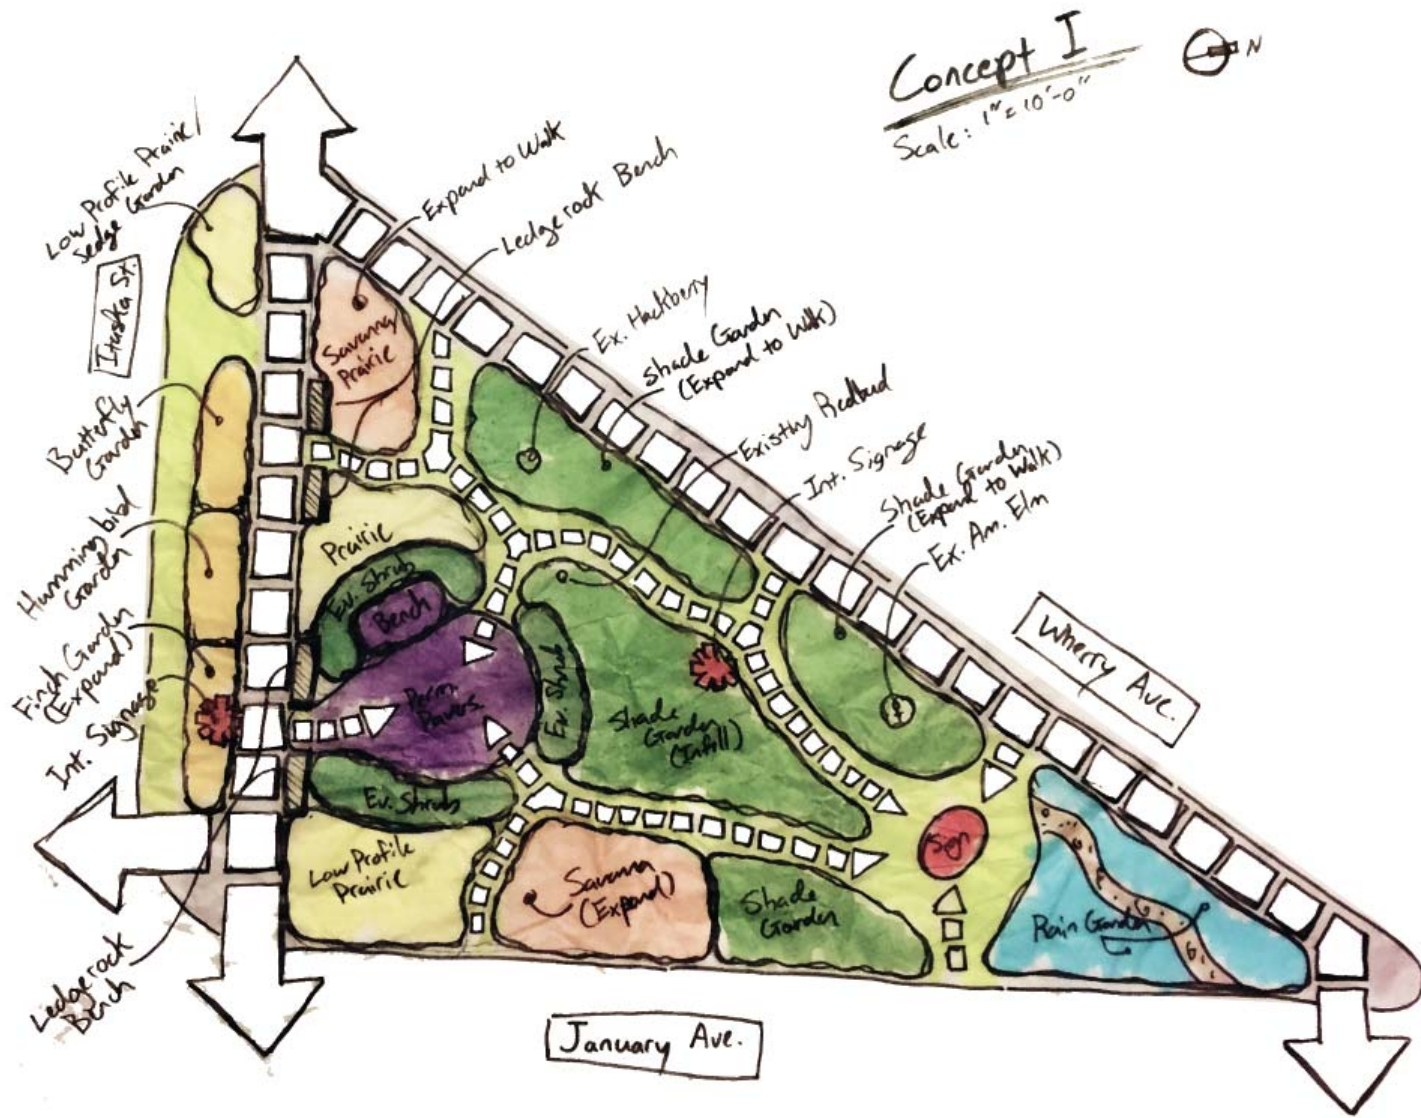 Concept I
N
Scale: 1" = 10'-0"
Low Profile Prairie/
Sedge Garden
Expand to Walk
Ledgerock Bench
Itaska St.
Ex. Hackberry
Shade Garden
(Expand to Walk)
Existing Redbud
Int. Signage
Shade Garden
(Expand to Walk)
Ex. Am. Elm
Butterfly
Garden
Hummingbird
Garden
Finch Garden
(Expand)
Int. Signage
Savanna
Prairie
Prairie
Ev. Shrub
Bench
Perm.
Pavers.
Ev. Shrub
Shade
Garden
(Infill)
Wherry Ave.
Ev. Shrub
Low Profile
Prairie
Savanna
(Expand)
Shade
Garden
Sign
Rain Garden
Ledgerock
Bench
January Ave.